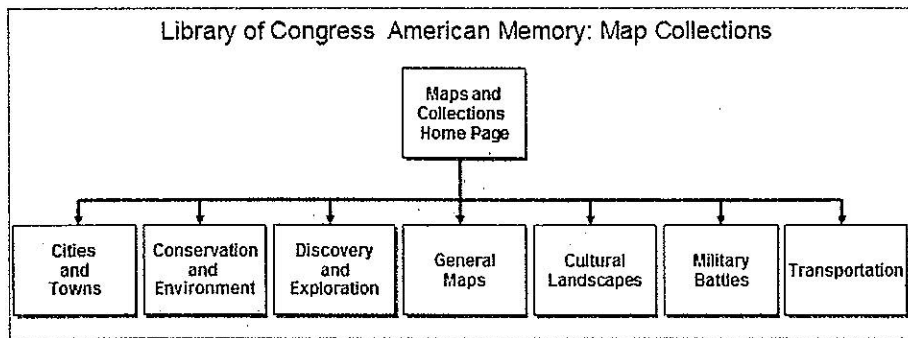 Library of Congress American Memory: Map Collections
Maps and
Collections
Home Page
Cities
and
Towns
Conservation
and
Environment
Discovery
and
Exploration
General
Maps
Cultural
Landscapes
Military
Battles
Transportation